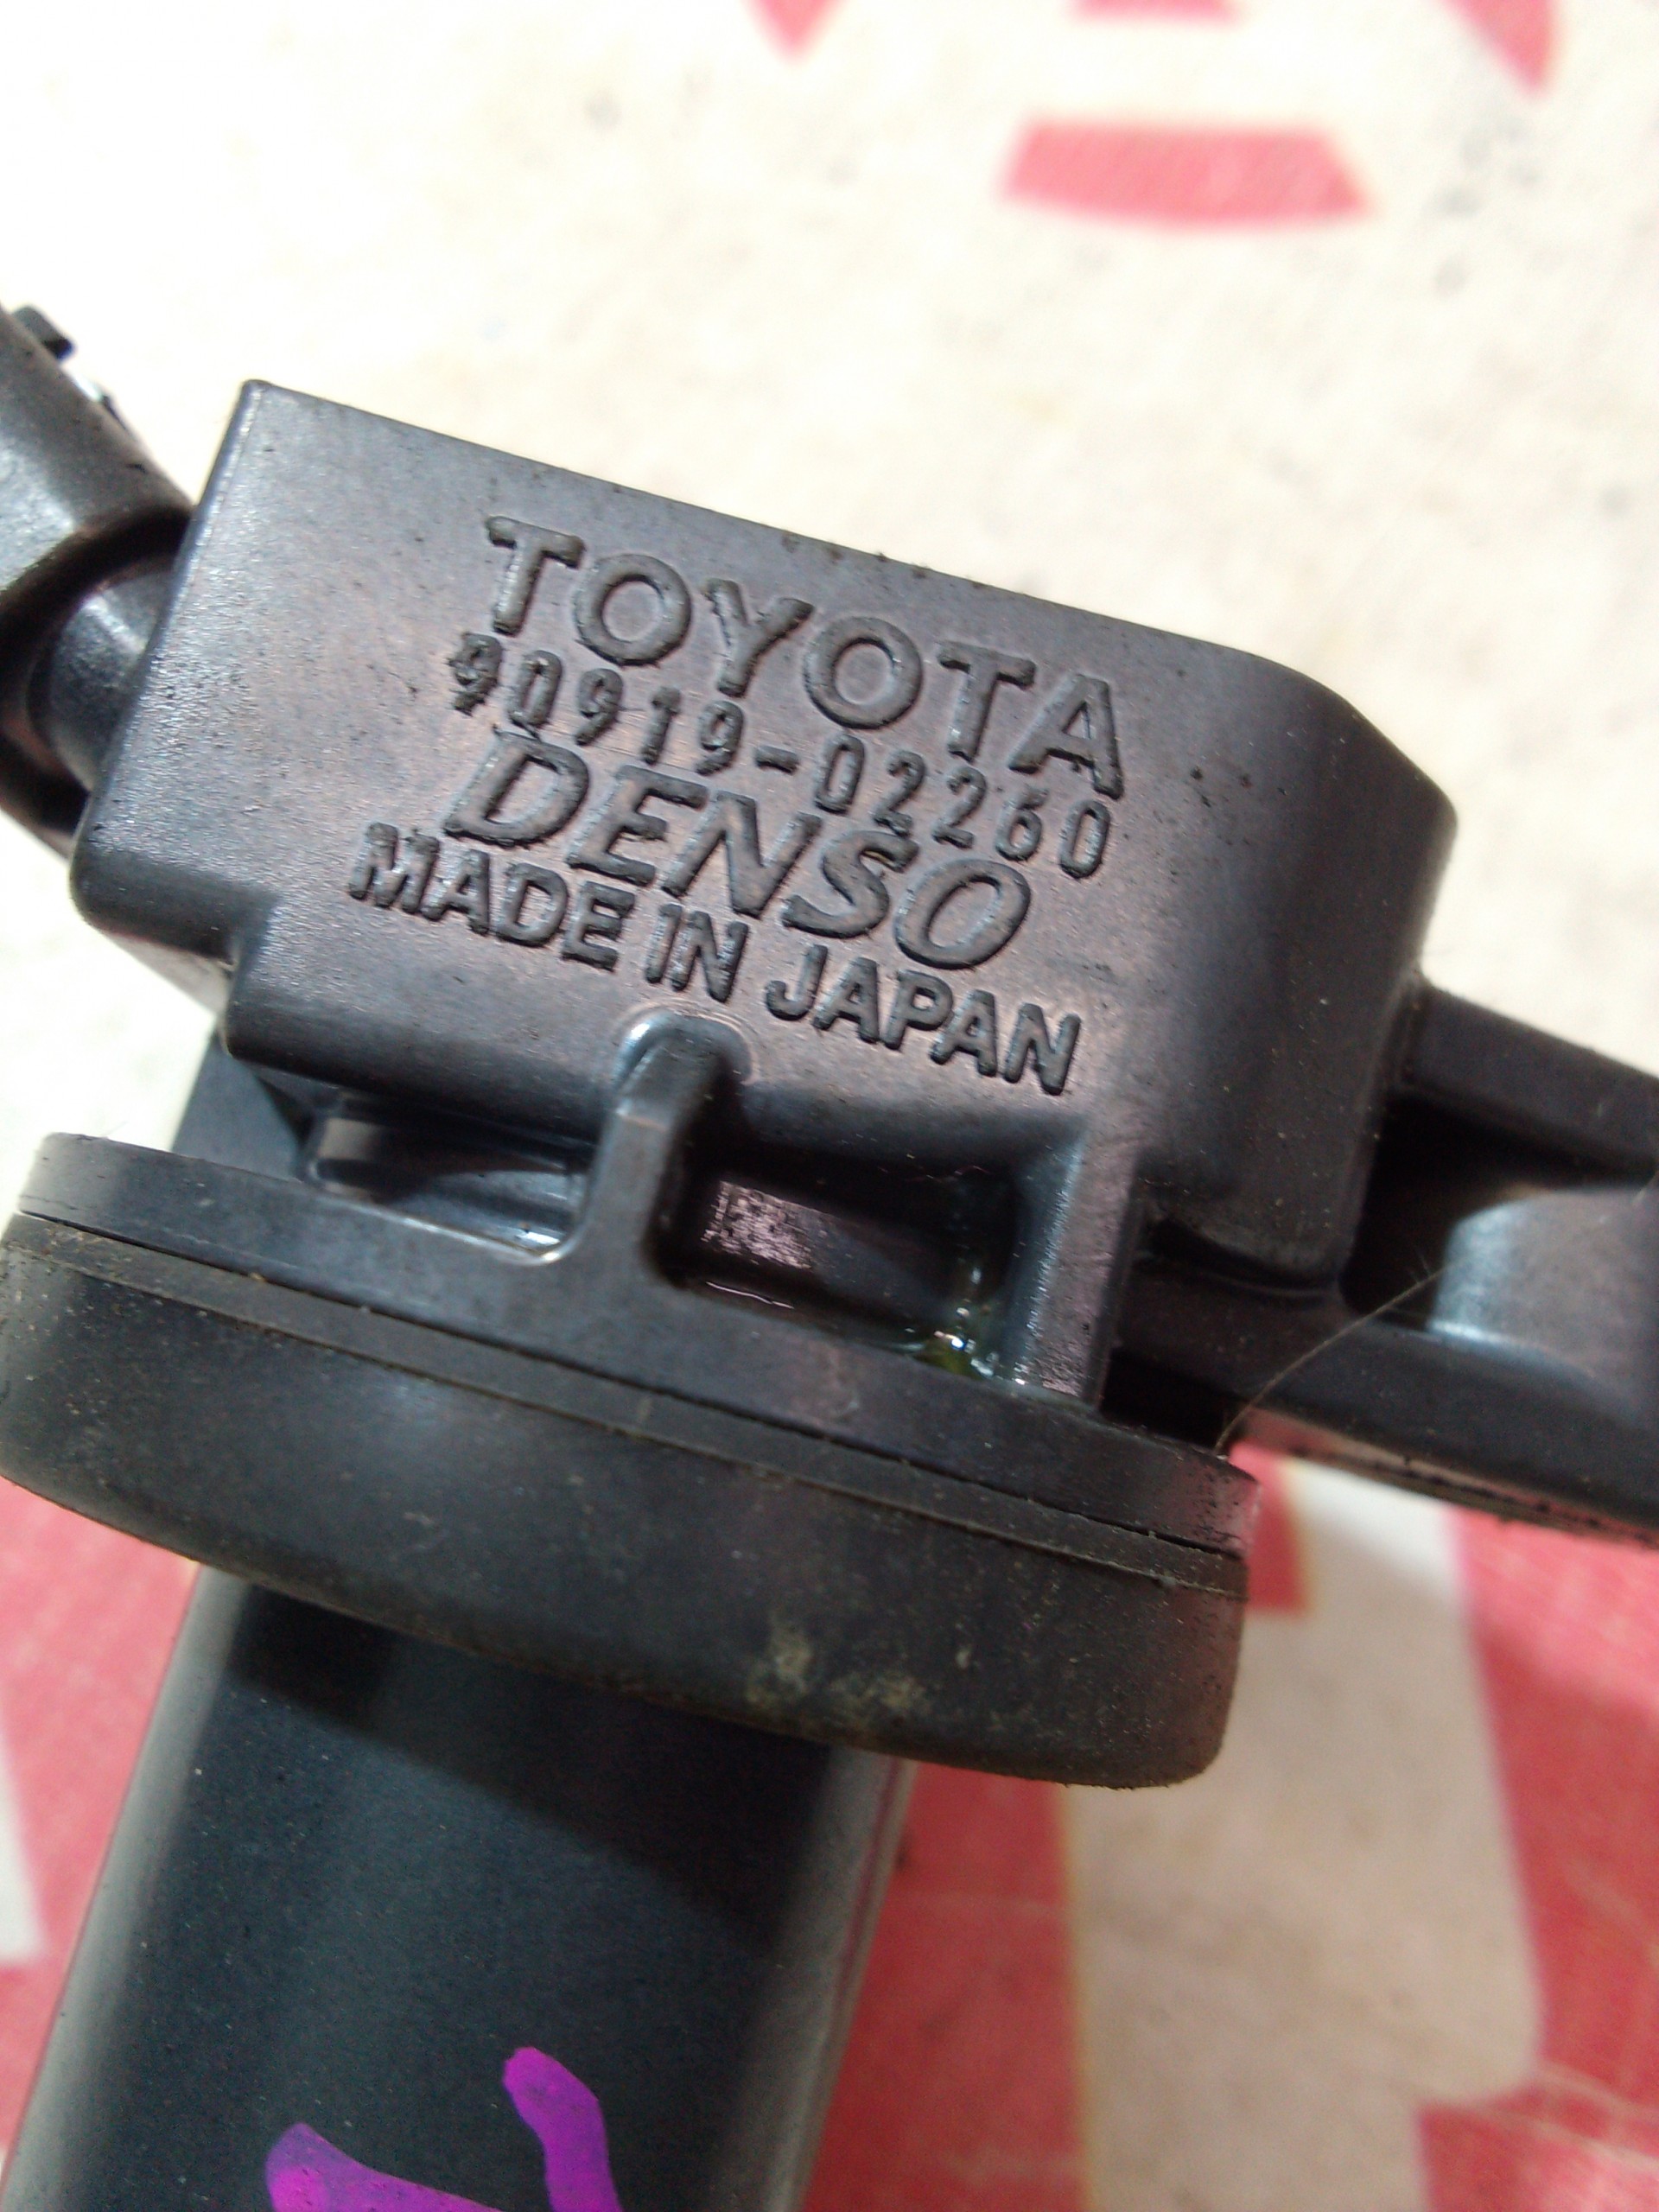 TOYOTA
90919-02260
DENSO
MADE IN JAPAN